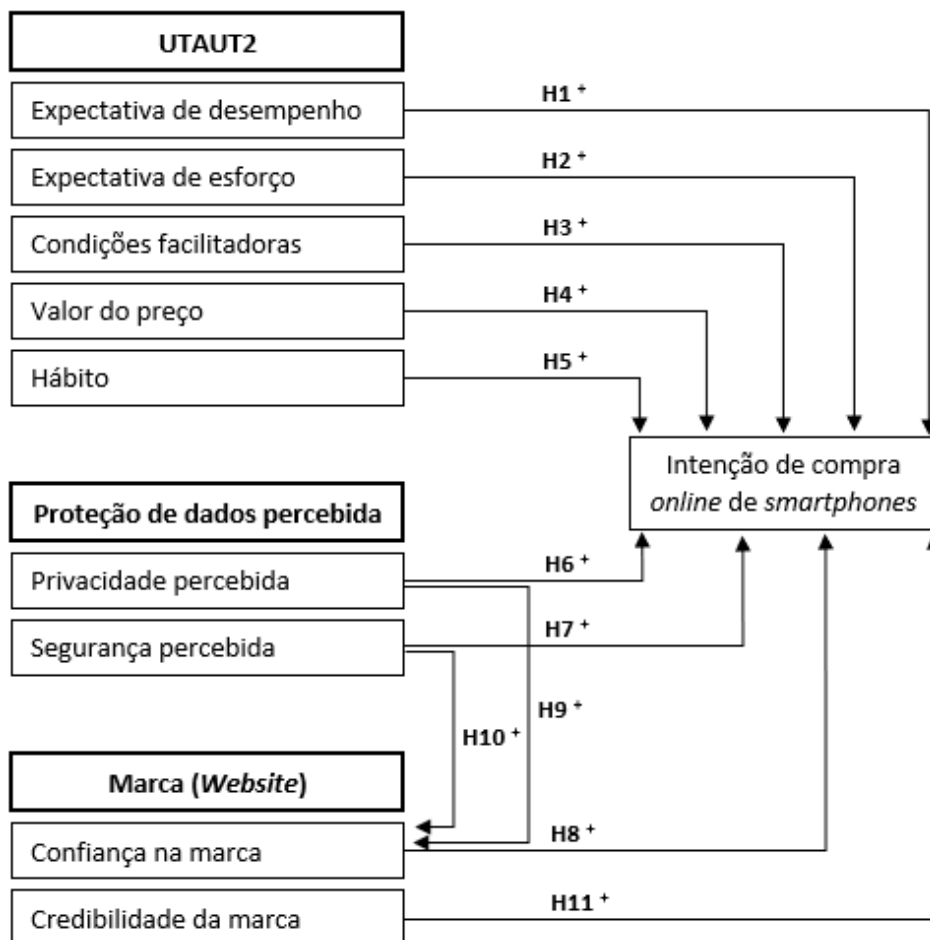 UTAUT2
Expectativa de desempenho
H1 +
Expectativa de esforço
H2 +
Condições facilitadoras
H3 +
Valor do preço
H4 +
Hábito
H5 +
Intenção de compra
online de smartphones
Proteção de dados percebida
Privacidade percebida
H6 +
Segurança percebida
H7 +
H9 +
H10 +
Marca (Website)
Confiança na marca
H8 +
Credibilidade da marca
H11 +